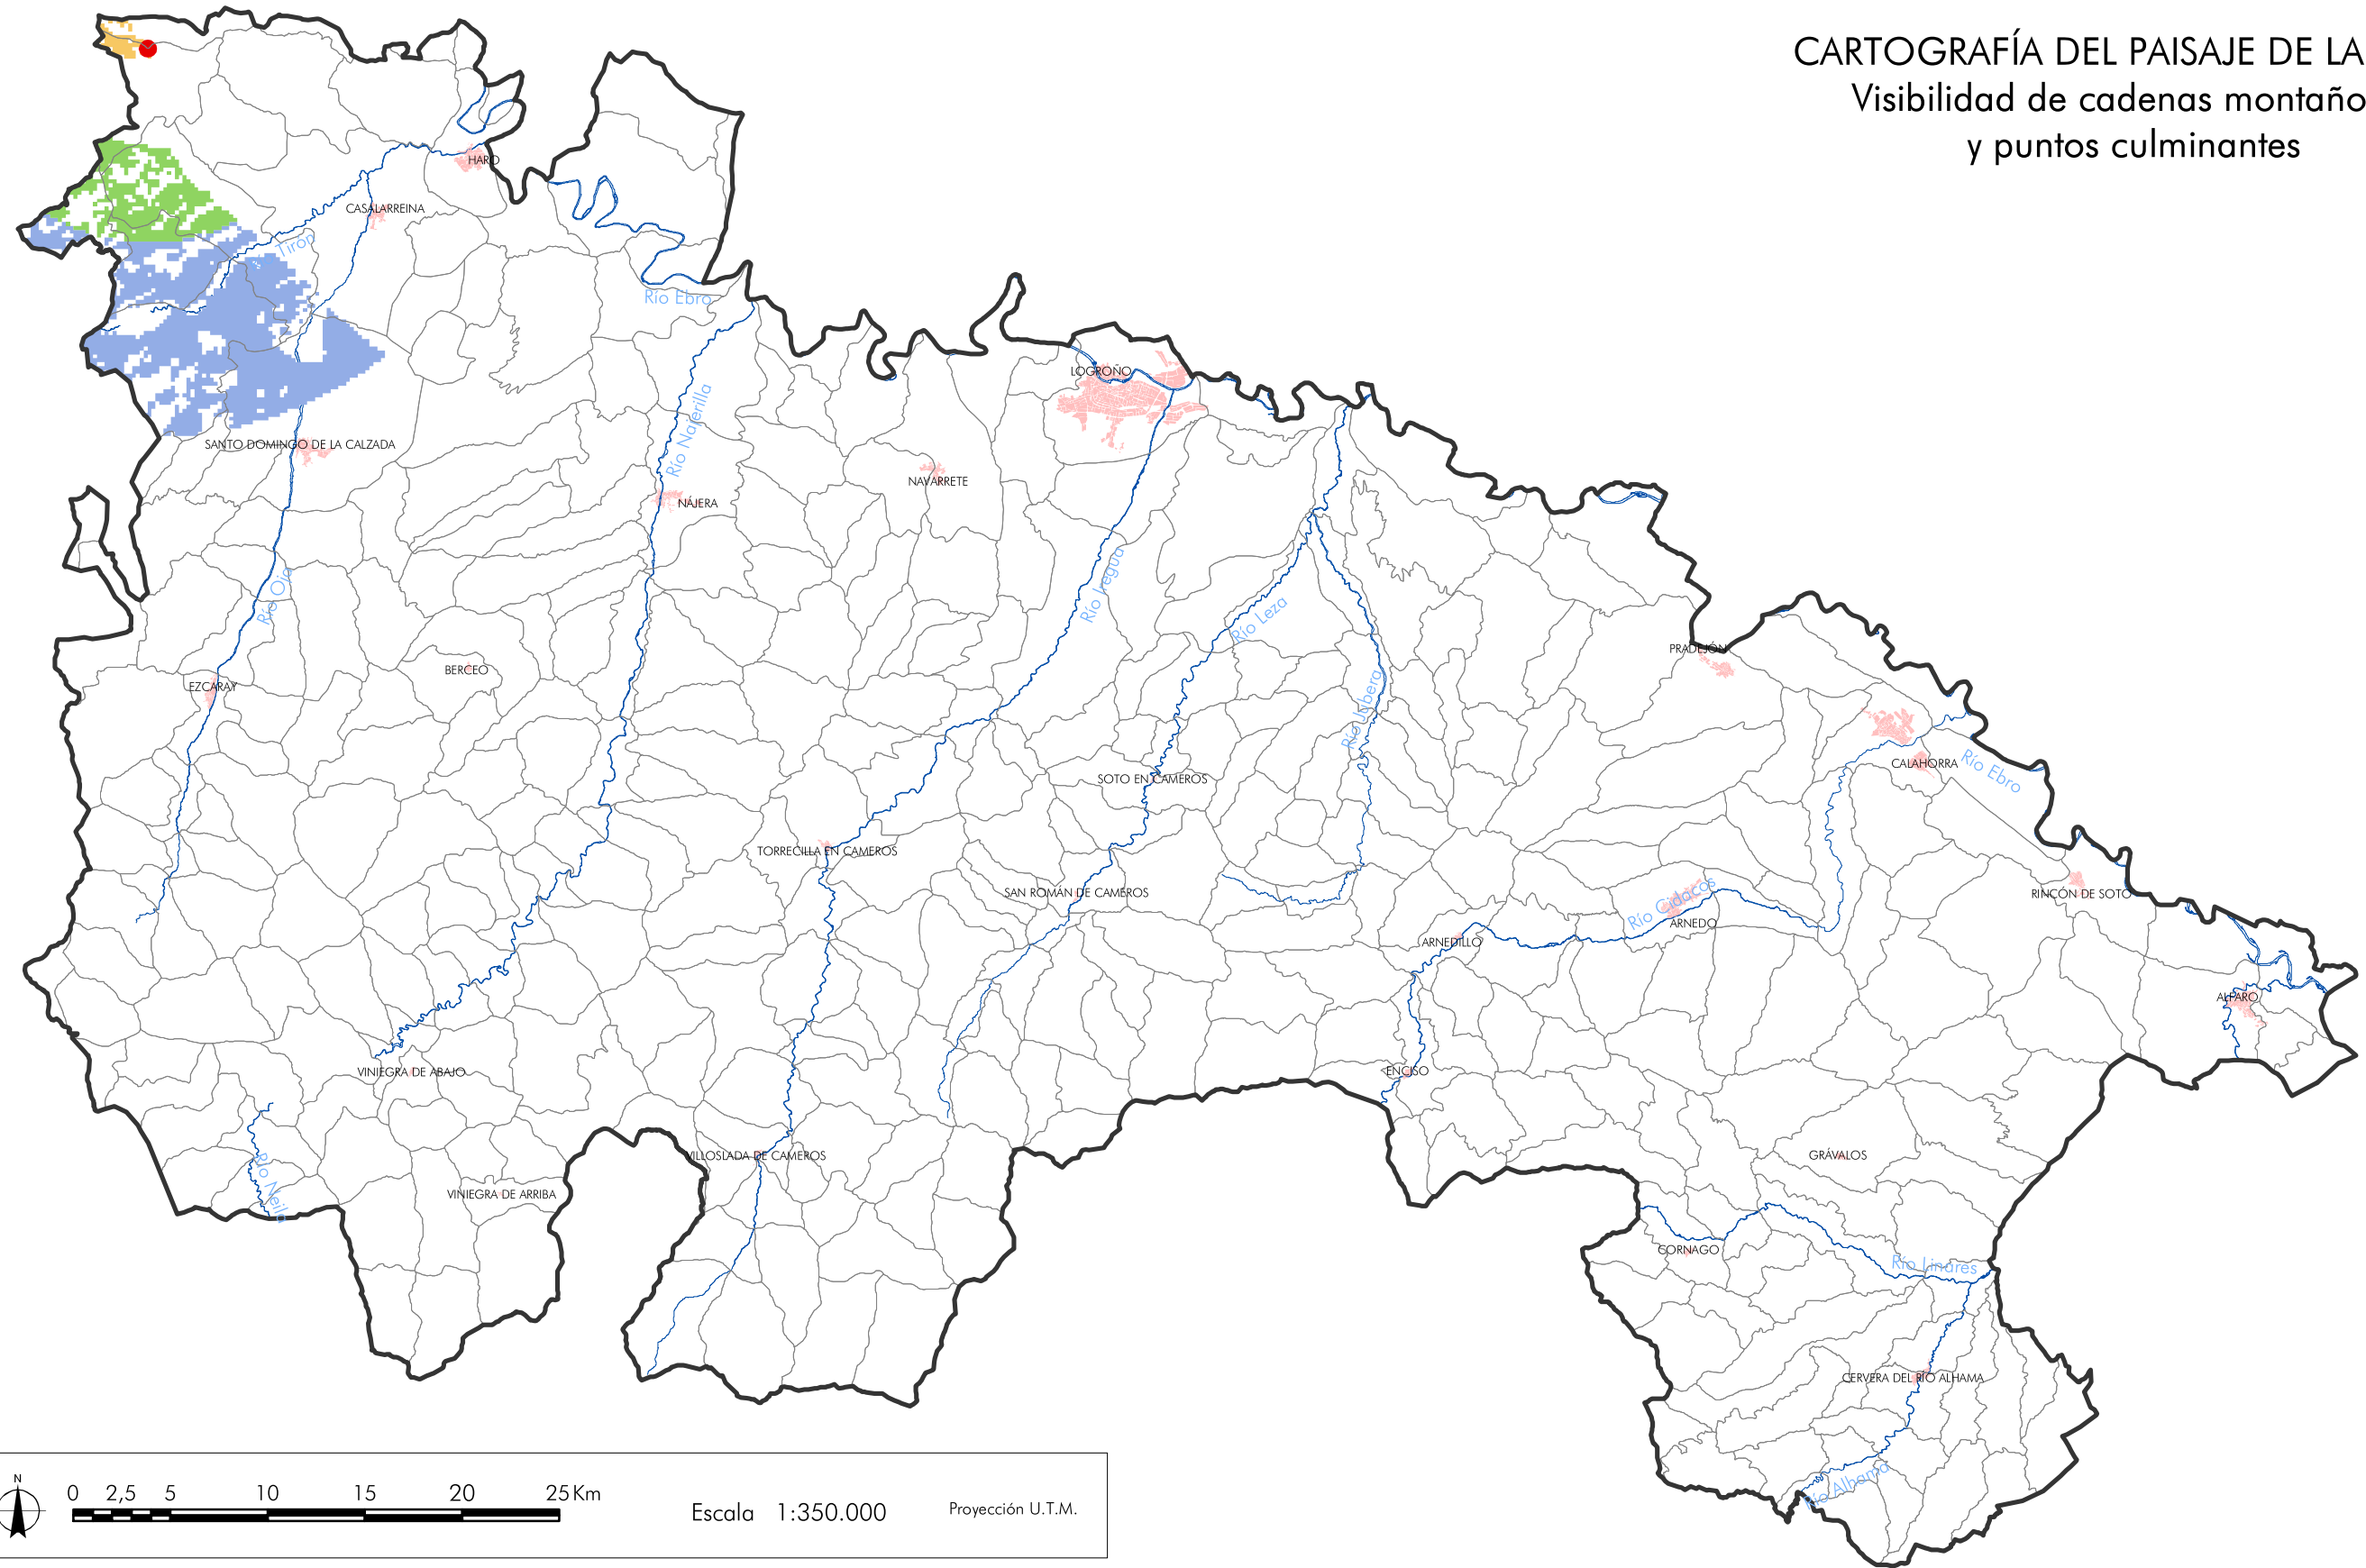 CARTOGRAFÍA DEL PAISAJE DE LA
Visibilidad de cadenas montaño
y puntos culminantes
HARO
CASALARREINA
Tirón
Río Ebro
LOGROÑO
Río Najerilla
SANTO DOMINGO DE LA CALZADA
NAVARRETE
NÁJERA
Río Oja
Río Iregua
Río Leza
PRADEJÓN
BERCEO
EZCARAY
Río Jubera
CALAHORRA
Río Ebro
SOTO EN CAMEROS
TORRECILLA EN CAMEROS
SAN ROMÁN DE CAMEROS
RINCÓN DE SOTO
Río Cidacos
ARNEDO
ARNEDILLO
ALFARO
VINIEGRA DE ABAJO
ENCISO
VILLOSLADA DE CAMEROS
GRÁVALOS
Río Neila
VINIEGRA DE ARRIBA
CORNAGO
Río Linares
CERVERA DEL RÍO ALHAMA
Río Alhama
N
0 2,5 5 10 15 20 25 Km
Escala 1:350.000
Proyección U.T.M.